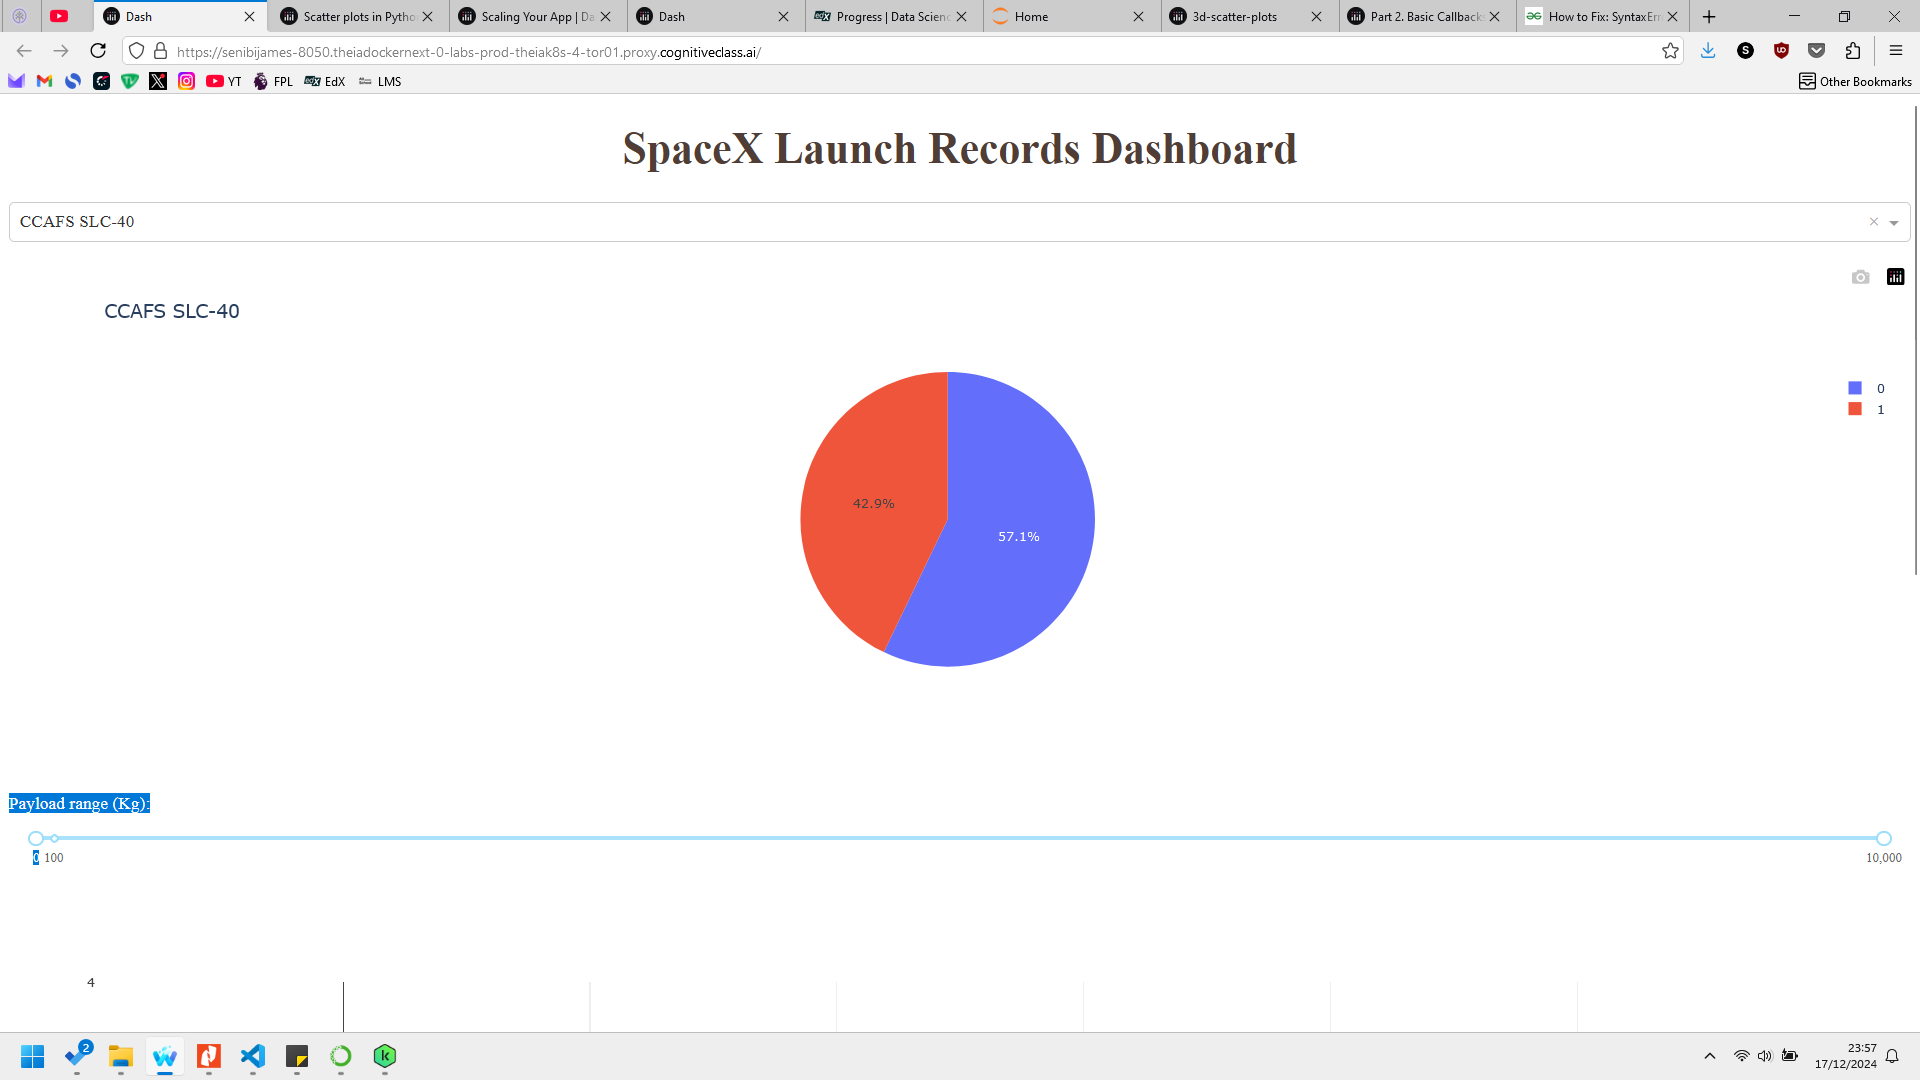 Dash
Scatter plots in Pytho
Scaling Your App | Da
Dash
Progress | Data Scienc
Home
3d-scatter-plots
Part 2. Basic Callbacks
How to Fix: SyntaxErr
https://senibijames-8050.theiadockernext-0-labs-prod-theiak8s-4-tor01.proxy.cognitiveclass.ai/
YT
FPL
EdX
LMS
Other Bookmarks
SpaceX Launch Records Dashboard
CCAFS SLC-40
CCAFS SLC-40
0
1
42.9%
57.1%
Payload range (Kg):
0 100 10,000
4
2
23:57
17/12/2024